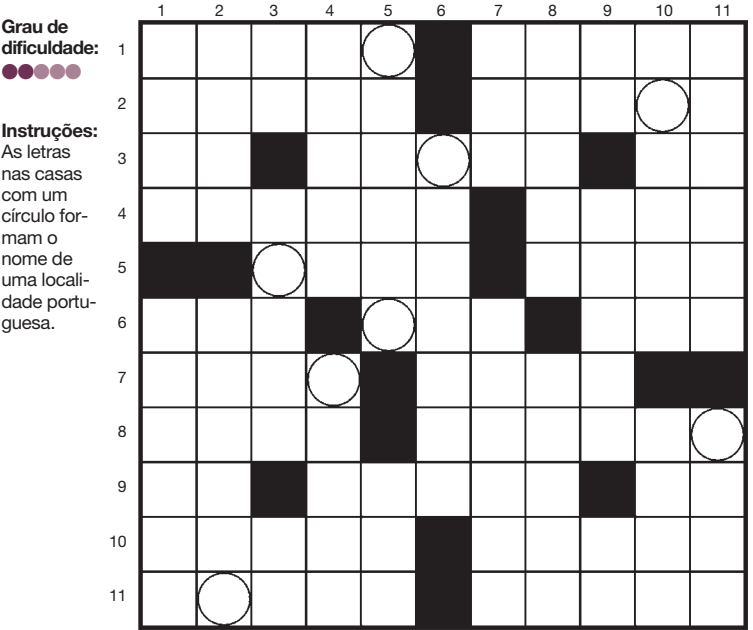 Grau de
dificuldade:
Instruções:
As letras
nas casas
com um
círculo for-
mam o
nome de
uma locali-
dade portu-
guesa.
1 2 3 4 5 6 7 8 9 10 11
1
2
3
4
5
6
7
8
9
10
11